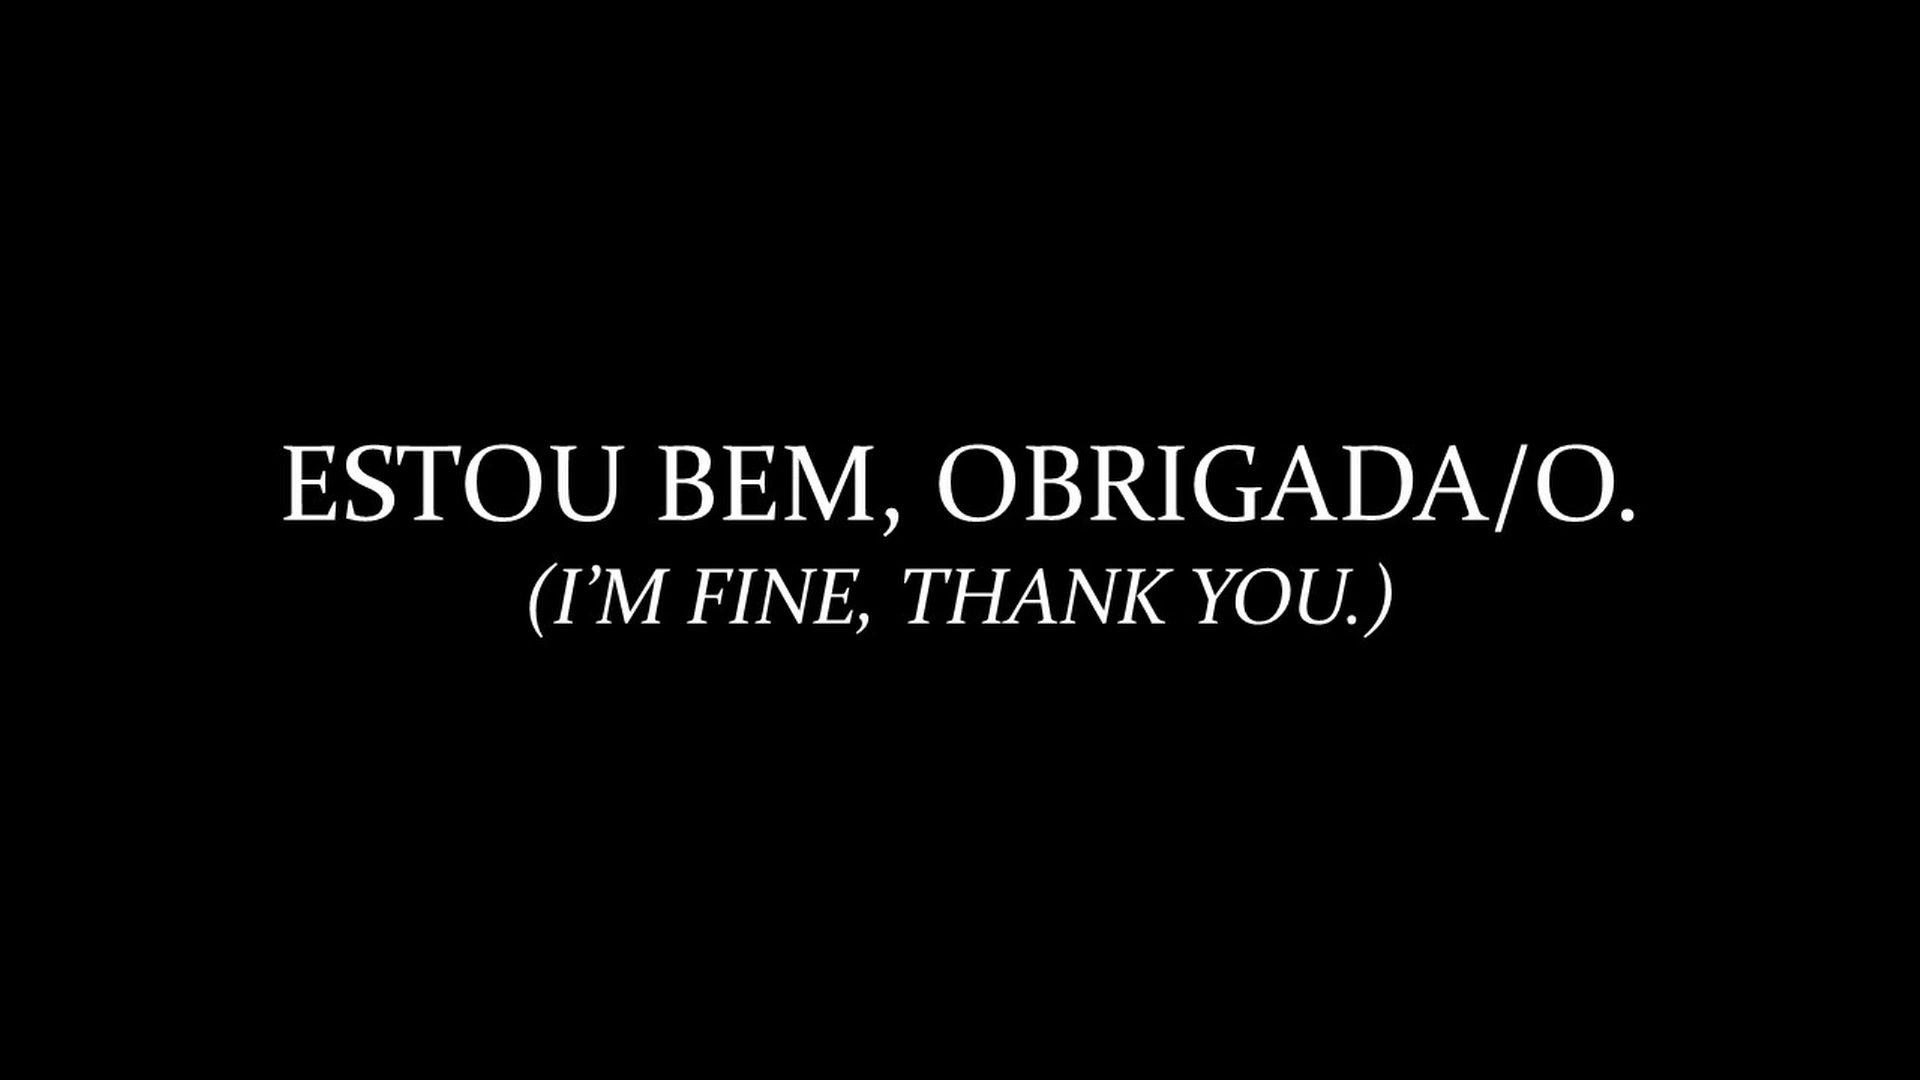 ESTOU BEM, OBRIGADA/O.
(I’M FINE, THANK YOU.)